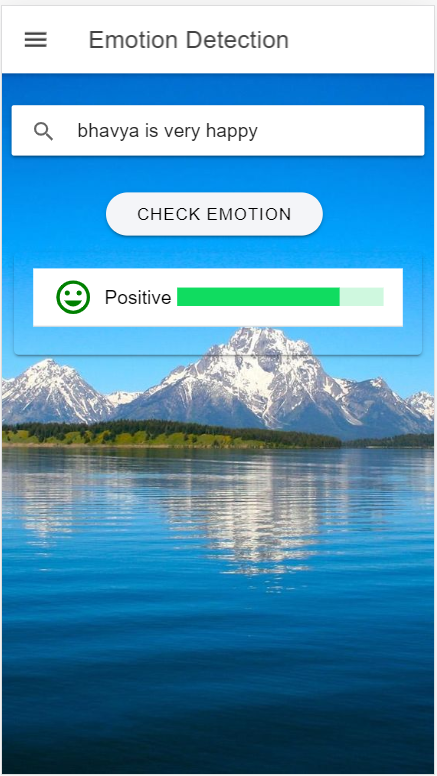 Emotion Detection
bhavya is very happy
CHECK EMOTION
Positive